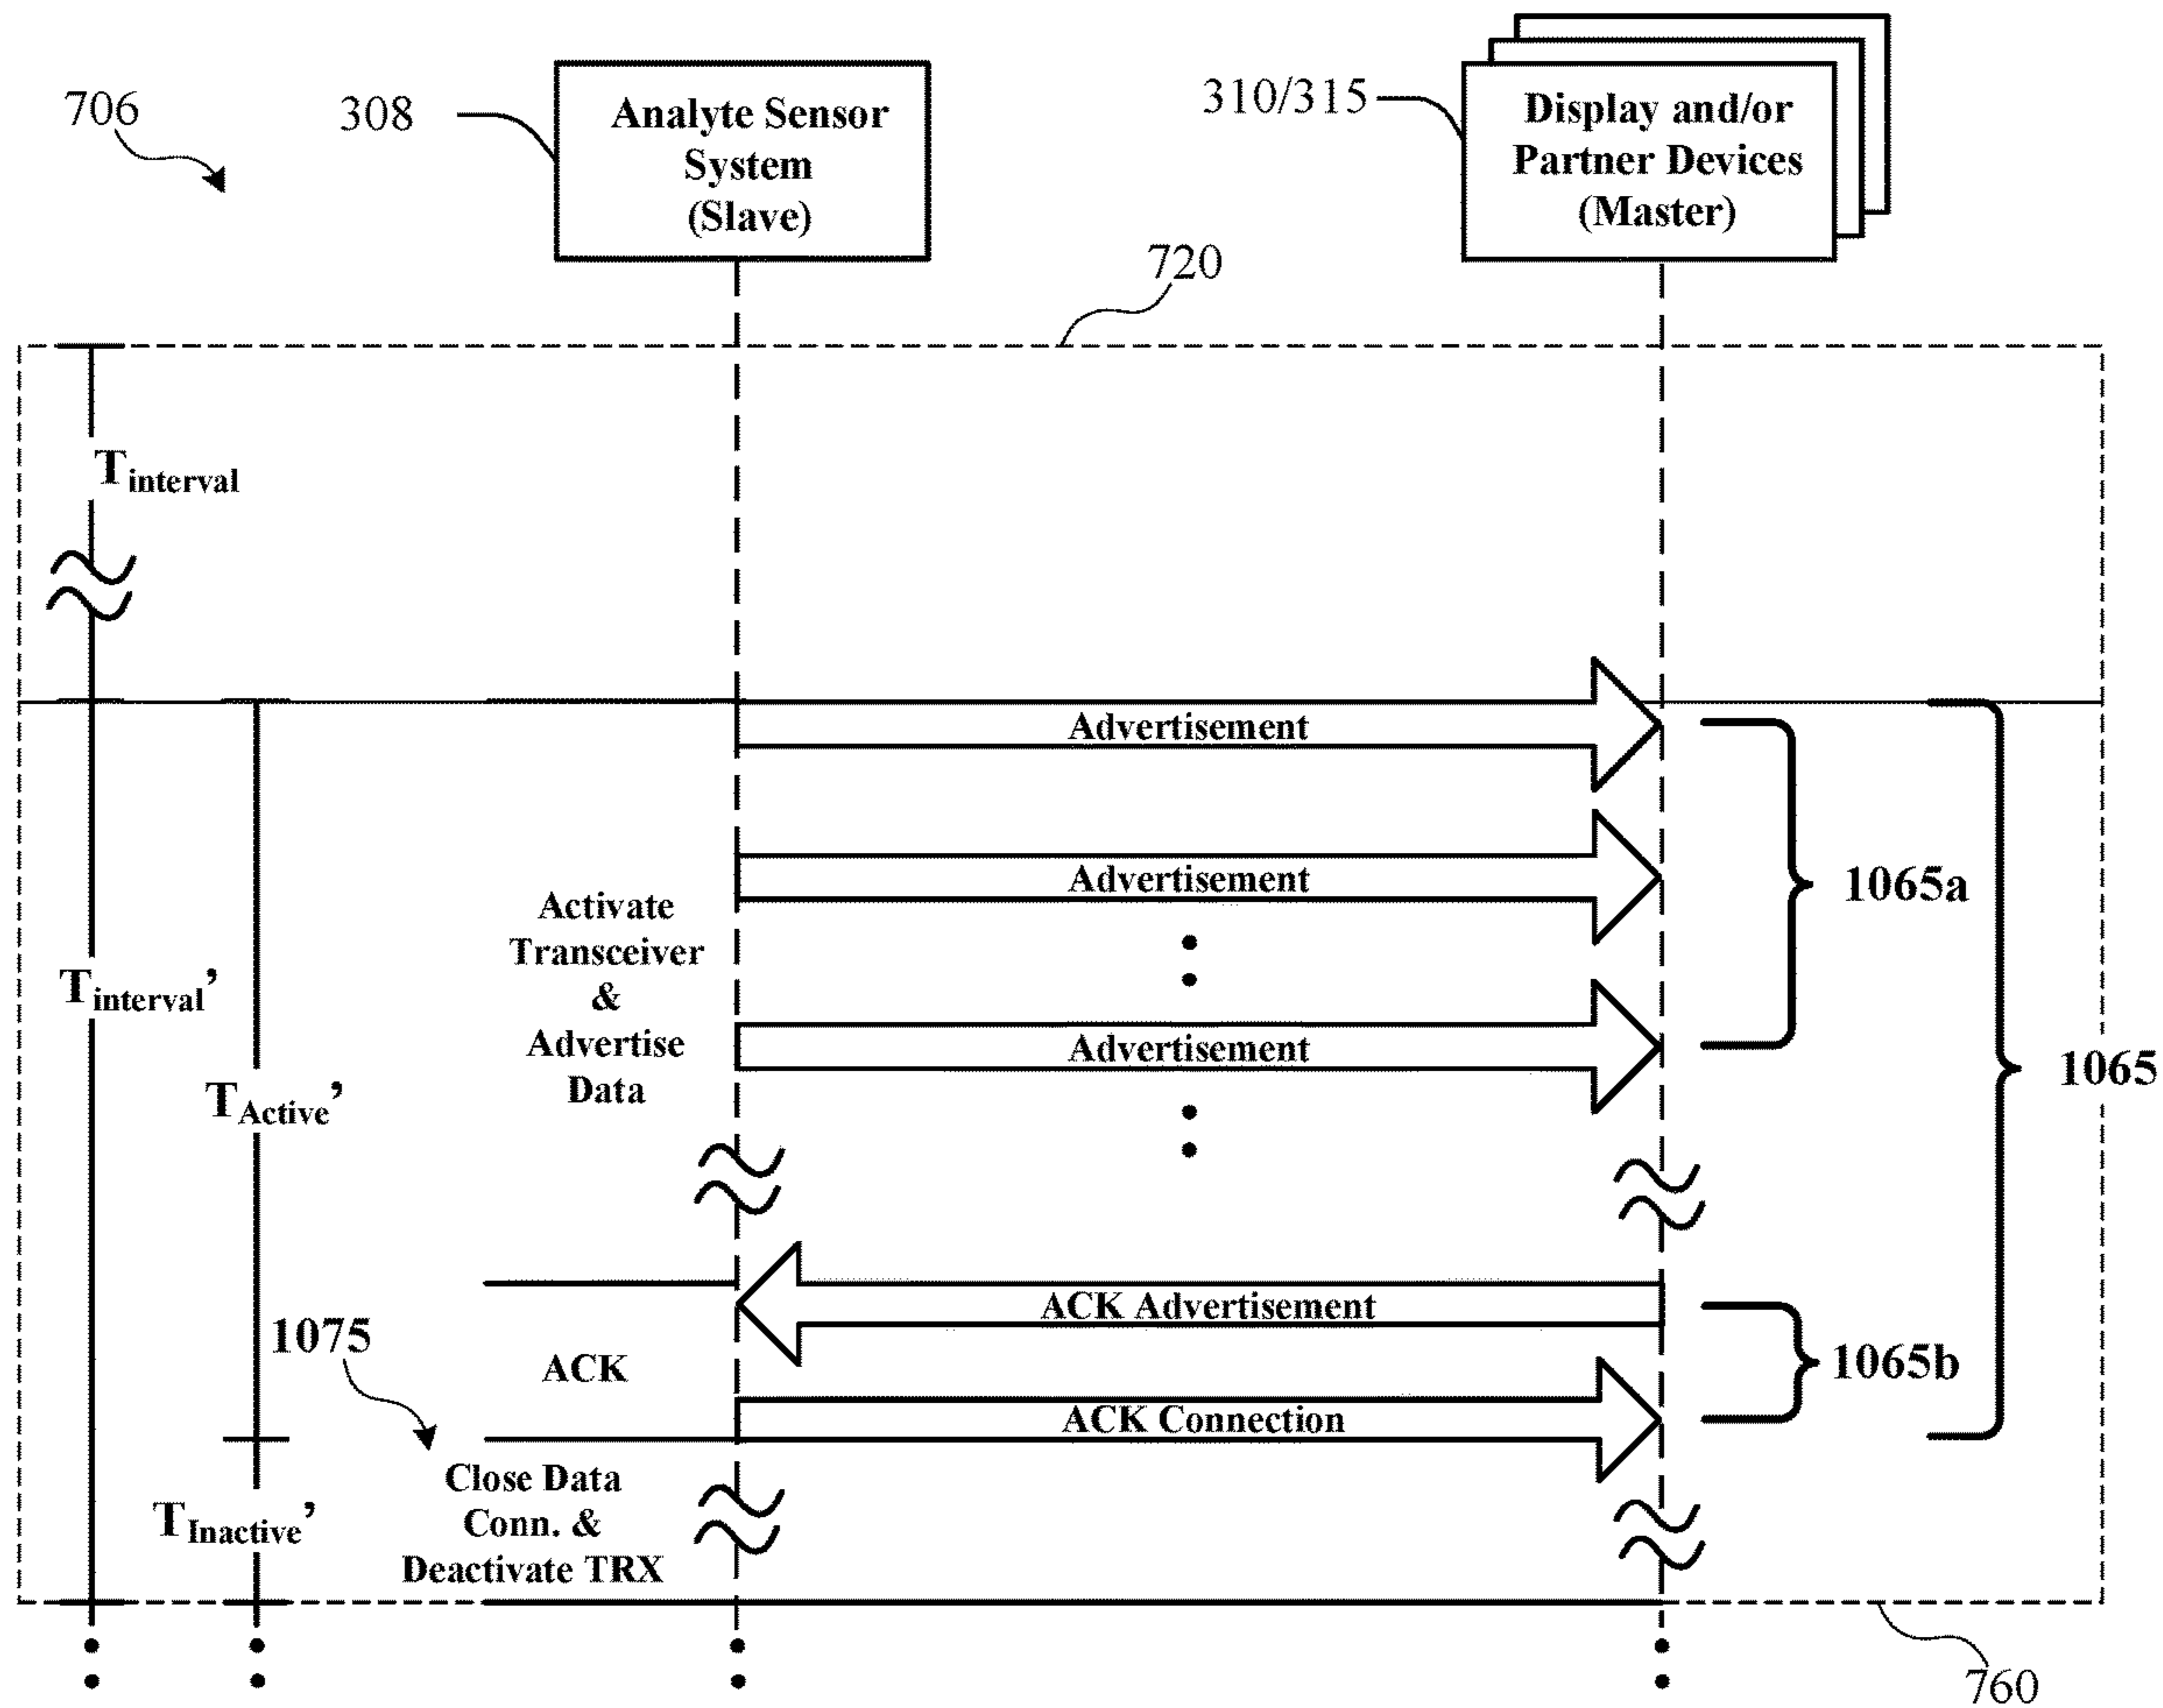 706
308
Analyte Sensor
System
(Slave)
310/315
Display and/or
Partner Devices
(Master)
720
Tinterval
Advertisement
Advertisement
1065a
Activate
Transceiver
&
Advertise
Data
Tinterval’
Advertisement
1065
TActive’
ACK Advertisement
1075
ACK
1065b
ACK Connection
Close Data
Conn. &
Deactivate TRX
TInactive’
760